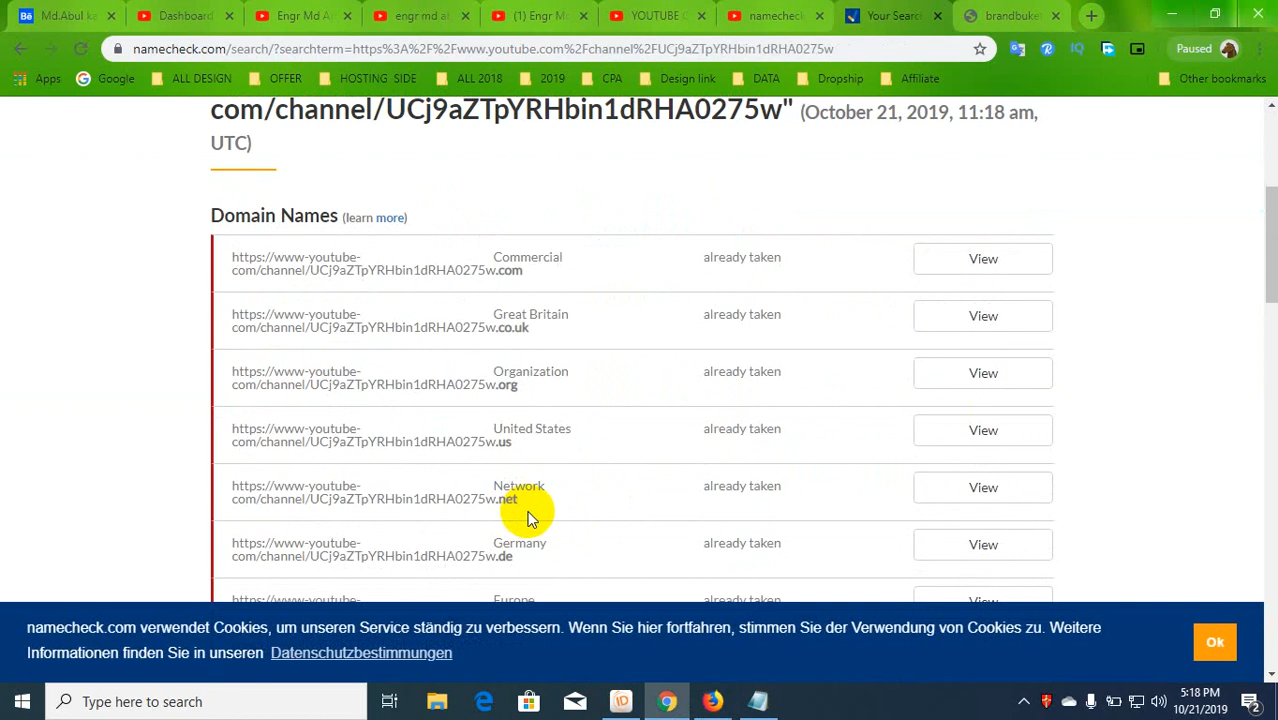 Md.Abul ka
Dashboard
Engr Md A
engr md a
(1) Engr M
YOUTUBE C
namecheck
Your Sear
brandbuke
namecheck.com/search/?searchterm=https%3A%2F%2Fwww.youtube.com%2Fchannel%2FUCj9aZTpYRHbin1dRHA0275w
Paused
Apps
Google
ALL DESIGN
OFFER
HOSTING SIDE
ALL 2018
2019
CPA
Design link
DATA
Dropship
Affiliate
Other bookmarks
com/channel/UCj9aZTpYRHbin1dRHA0275w" (October 21, 2019, 11:18 am,
UTC)
Domain Names (learn more)
https://www-youtube-
com/channel/UCj9aZTpYRHbin1dRHA0275w.com
Commercial
already taken
View
https://www-youtube-
com/channel/UCj9aZTpYRHbin1dRHA0275w.co.uk
Great Britain
already taken
View
https://www-youtube-
com/channel/UCj9aZTpYRHbin1dRHA0275w.org
Organization
already taken
View
https://www-youtube-
com/channel/UCj9aZTpYRHbin1dRHA0275w.us
United States
already taken
View
https://www-youtube-
com/channel/UCj9aZTpYRHbin1dRHA0275w.net
Network
already taken
View
https://www-youtube-
com/channel/UCj9aZTpYRHbin1dRHA0275w.de
Germany
already taken
View
https://www-youtube-
Europe
View
namecheck.com verwendet Cookies, um unseren Service ständig zu verbessern. Wenn Sie hier fortfahren, stimmen Sie der Verwendung von Cookies zu. Weitere
Informationen finden Sie in unseren Datenschutzbestimmungen
Ok
Type here to search
5:18 PM
10/21/2019
2